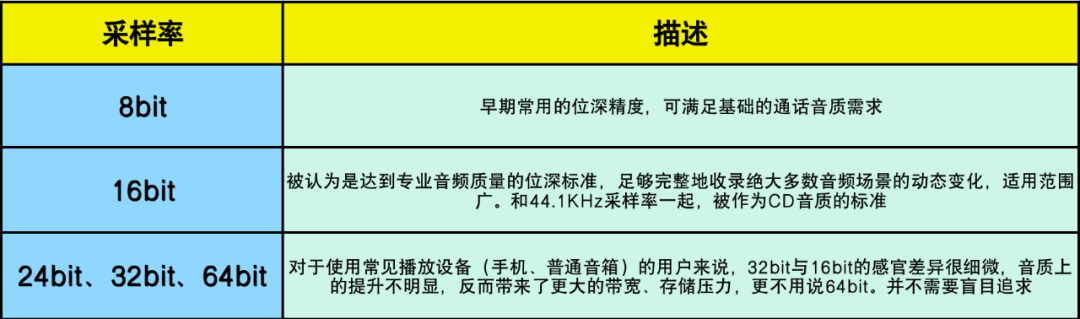 采样率
描述
8bit
早期常用的位深精度，可满足基础的通话音质需求
16bit
被认为是达到专业音频质量的位深标准，足够完整地收录绝大多数音频场景的动态变化，适用范围
广。和44.1KHz采样率一起，被作为CD音质的标准
24bit、32bit、64bit
对于使用常见播放设备（手机、普通音箱）的用户来说，32bit与16bit的感官差异很细微，音质上
的提升不明显，反而带来了更大的带宽、存储压力，更不用说64bit。并不需要盲目追求